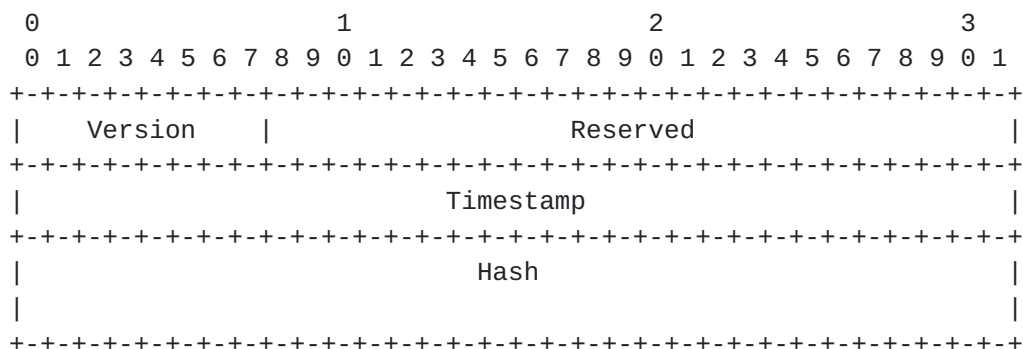 0                   1                   2                   3
 0 1 2 3 4 5 6 7 8 9 0 1 2 3 4 5 6 7 8 9 0 1 2 3 4 5 6 7 8 9 0 1
+-+-+-+-+-+-+-+-+-+-+-+-+-+-+-+-+-+-+-+-+-+-+-+-+-+-+-+-+-+-+-+-+
|    Version    |                   Reserved                    |
+-+-+-+-+-+-+-+-+-+-+-+-+-+-+-+-+-+-+-+-+-+-+-+-+-+-+-+-+-+-+-+-+
|                           Timestamp                           |
+-+-+-+-+-+-+-+-+-+-+-+-+-+-+-+-+-+-+-+-+-+-+-+-+-+-+-+-+-+-+-+-+
|                             Hash                              |
|                                                               |
+-+-+-+-+-+-+-+-+-+-+-+-+-+-+-+-+-+-+-+-+-+-+-+-+-+-+-+-+-+-+-+-+